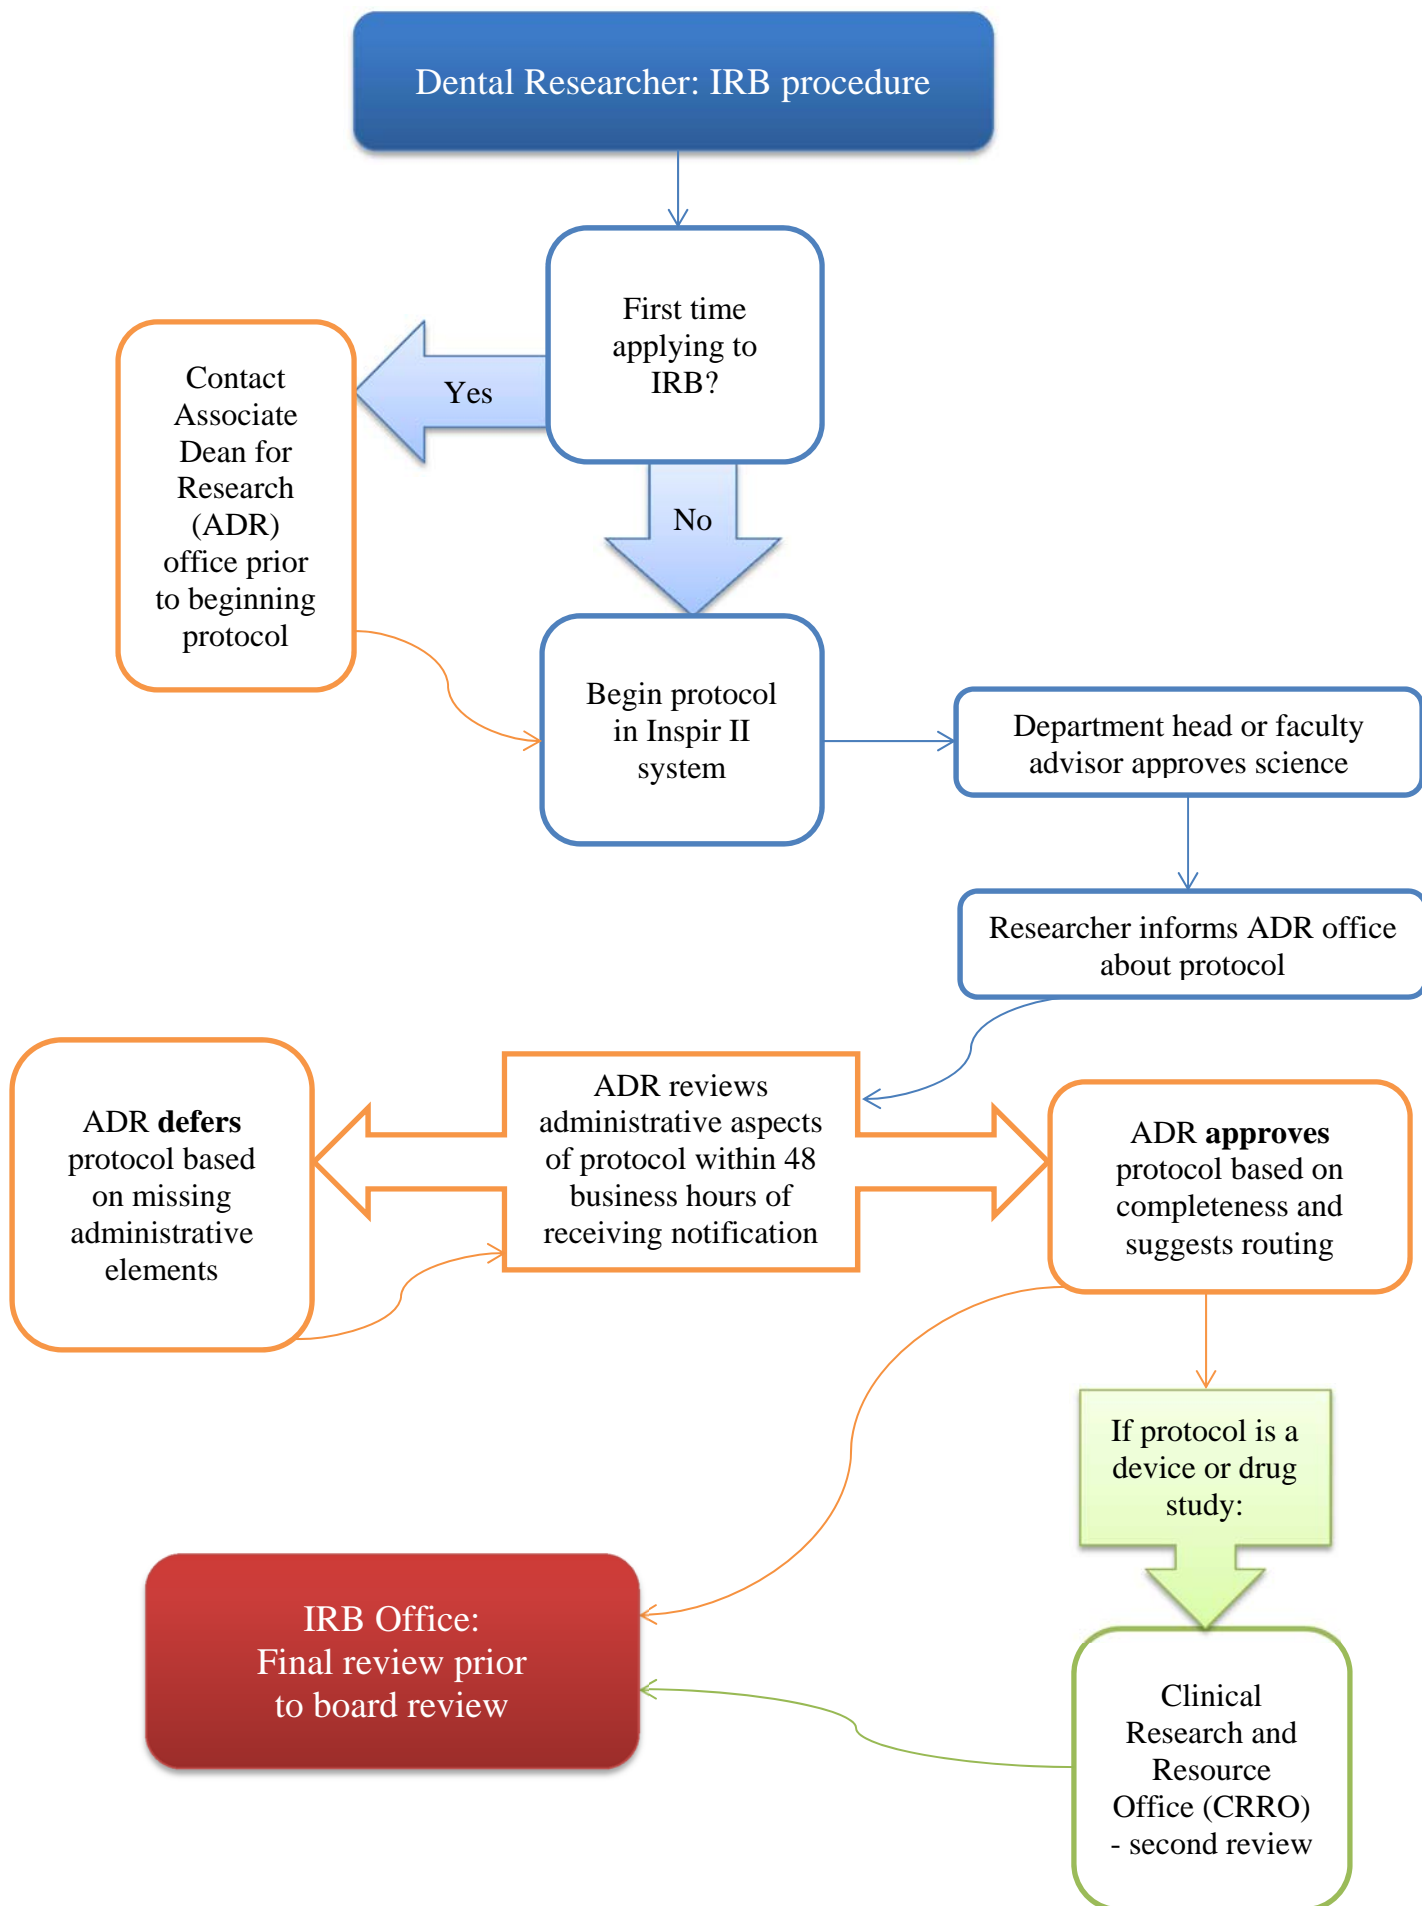 Dental Researcher: IRB procedure
First time
applying to
IRB?
Yes
Contact
Associate
Dean for
Research
(ADR)
office prior
to beginning
protocol
No
Begin protocol
in Inspir II
system
Department head or faculty
advisor approves science
Researcher informs ADR office
about protocol
ADR reviews
administrative aspects
of protocol within 48
business hours of
receiving notification
ADR defers
protocol based
on missing
administrative
elements
ADR approves
protocol based on
completeness and
suggests routing
If protocol is a
device or drug
study:
Clinical
Research and
Resource
Office (CRRO)
- second review
IRB Office:
Final review prior
to board review